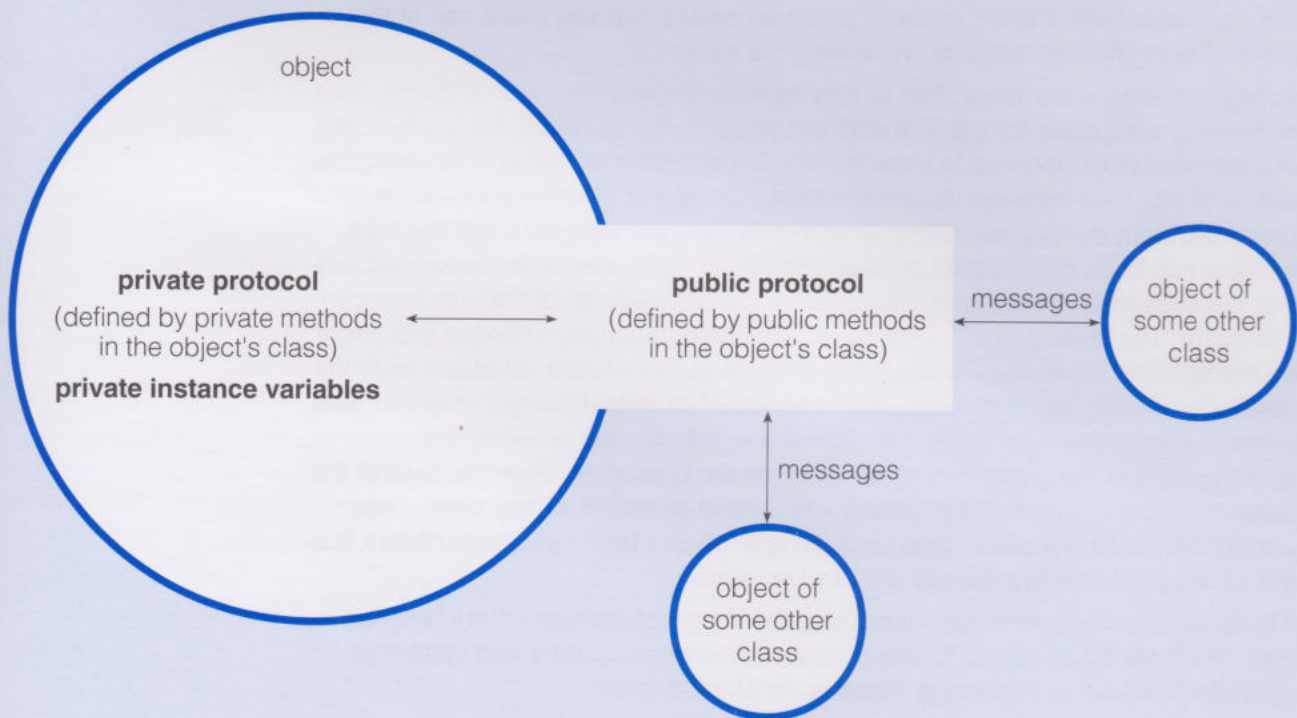 object
private protocol
(defined by private methods
in the object's class)
private instance variables
public protocol
(defined by public methods
in the object's class)
messages
object of
some other
class
messages
object of
some other
class